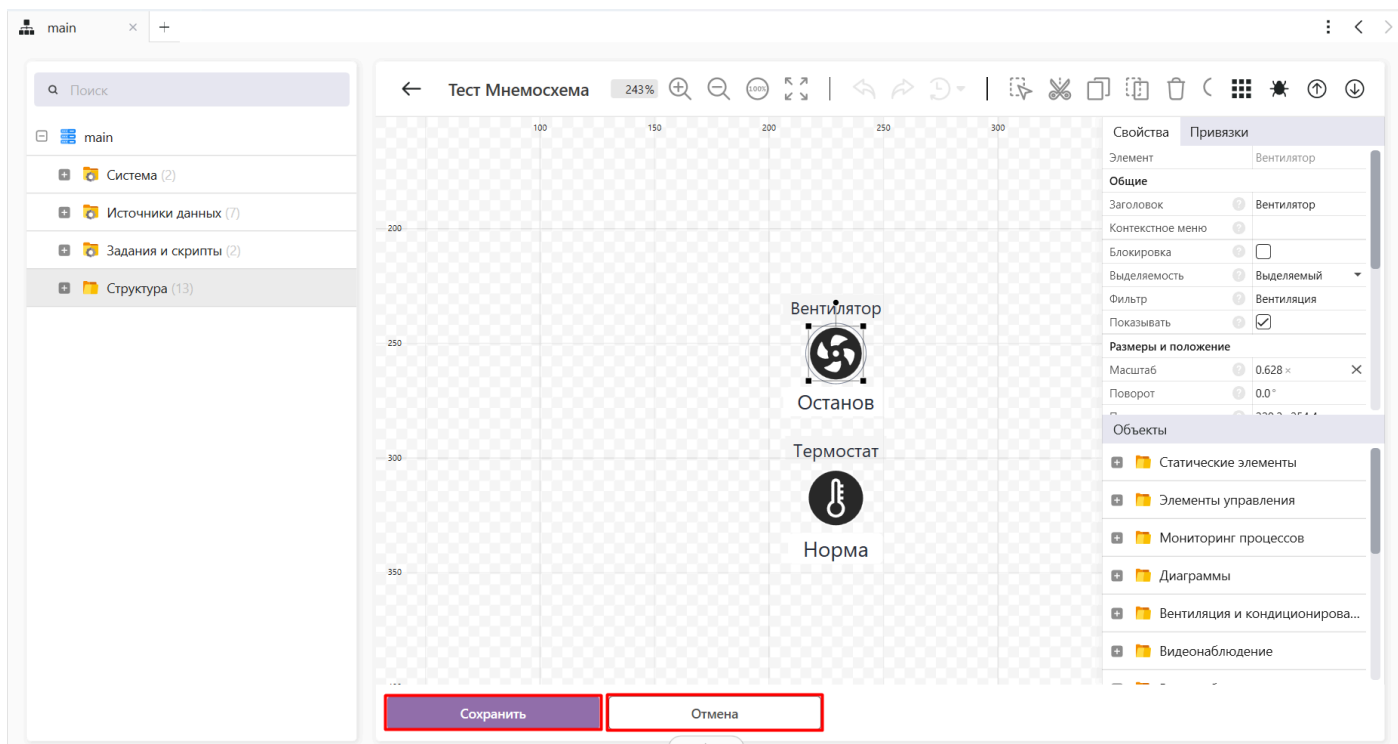 main
Поиск
main
Система (2)
Источники данных (7)
Задания и скрипты (2)
Структура (13)
Тест Мнемосхема
243%
100%
100 150 200 250 300
200
250
300
350
Вентилятор
Останов
Термостат
Норма
Свойства Привязки
Элемент Вентилятор
Общие
Заголовок Вентилятор
Контекстное меню
Блокировка
Выделяемость Выделяемый
Фильтр Вентиляция
Показывать
Размеры и положение
Масштаб 0.628 ×
Поворот 0.0 °
Объекты
Статические элементы
Элементы управления
Мониторинг процессов
Диаграммы
Вентиляция и кондиционирова...
Видеонаблюдение
Сохранить Отмена